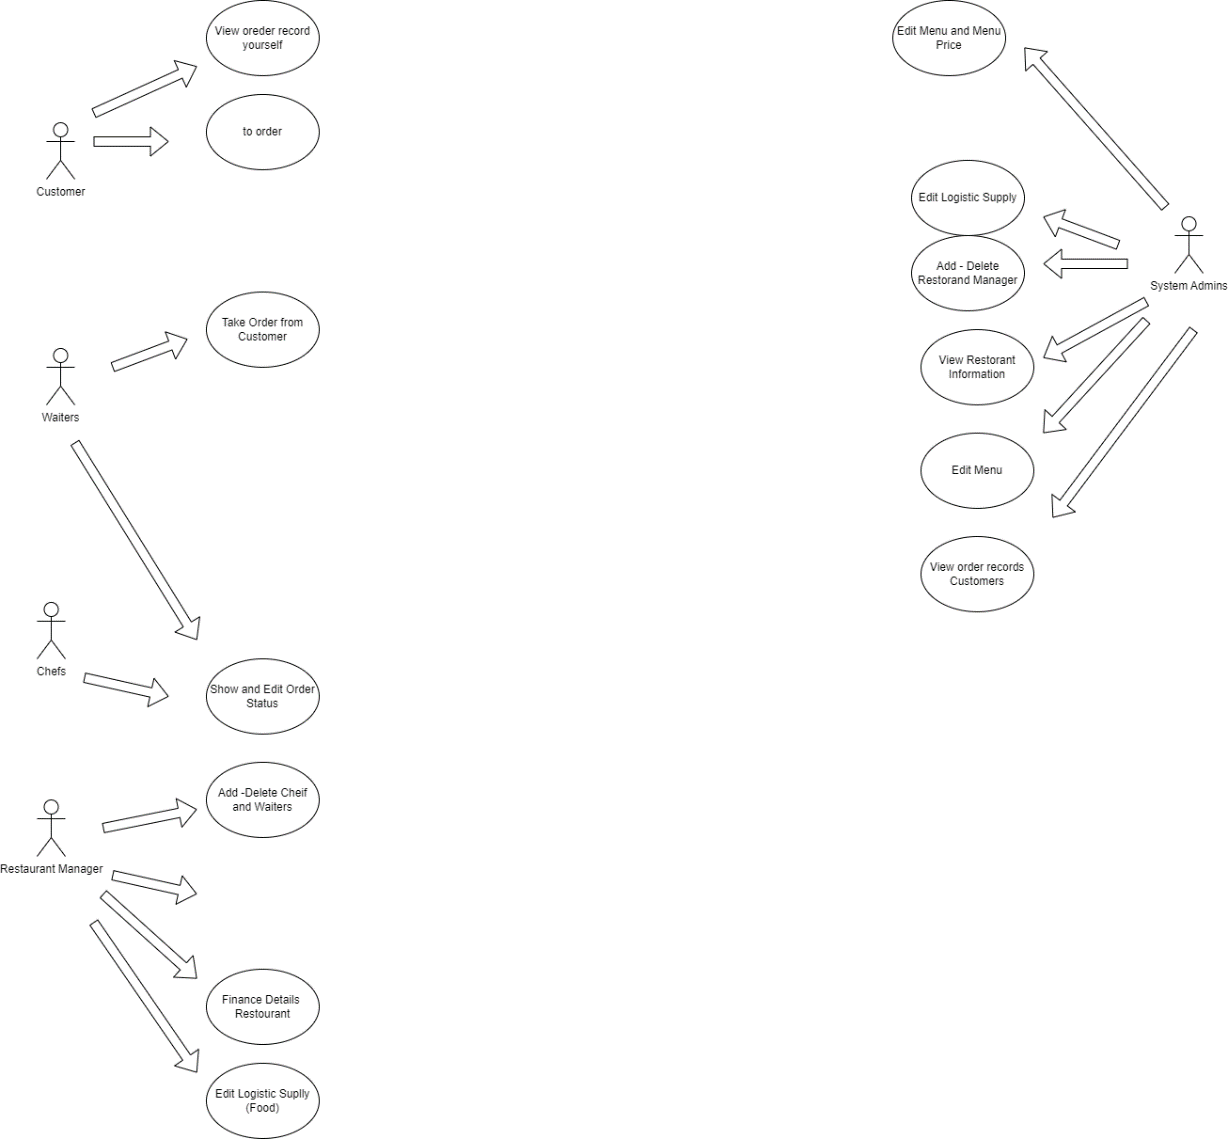 View oreder record
yourself
to order
Customer
Take Order from
Customer
Waiters
Chefs
Show and Edit Order
Status
Add -Delete Cheif
and Waiters
Restaurant Manager
Finance Details
Restourant
Edit Logistic Suplly
(Food)
Edit Menu and Menu
Price
Edit Logistic Supply
Add - Delete
Restorand Manager
System Admins
View Restorant
Information
Edit Menu
View order records
Customers